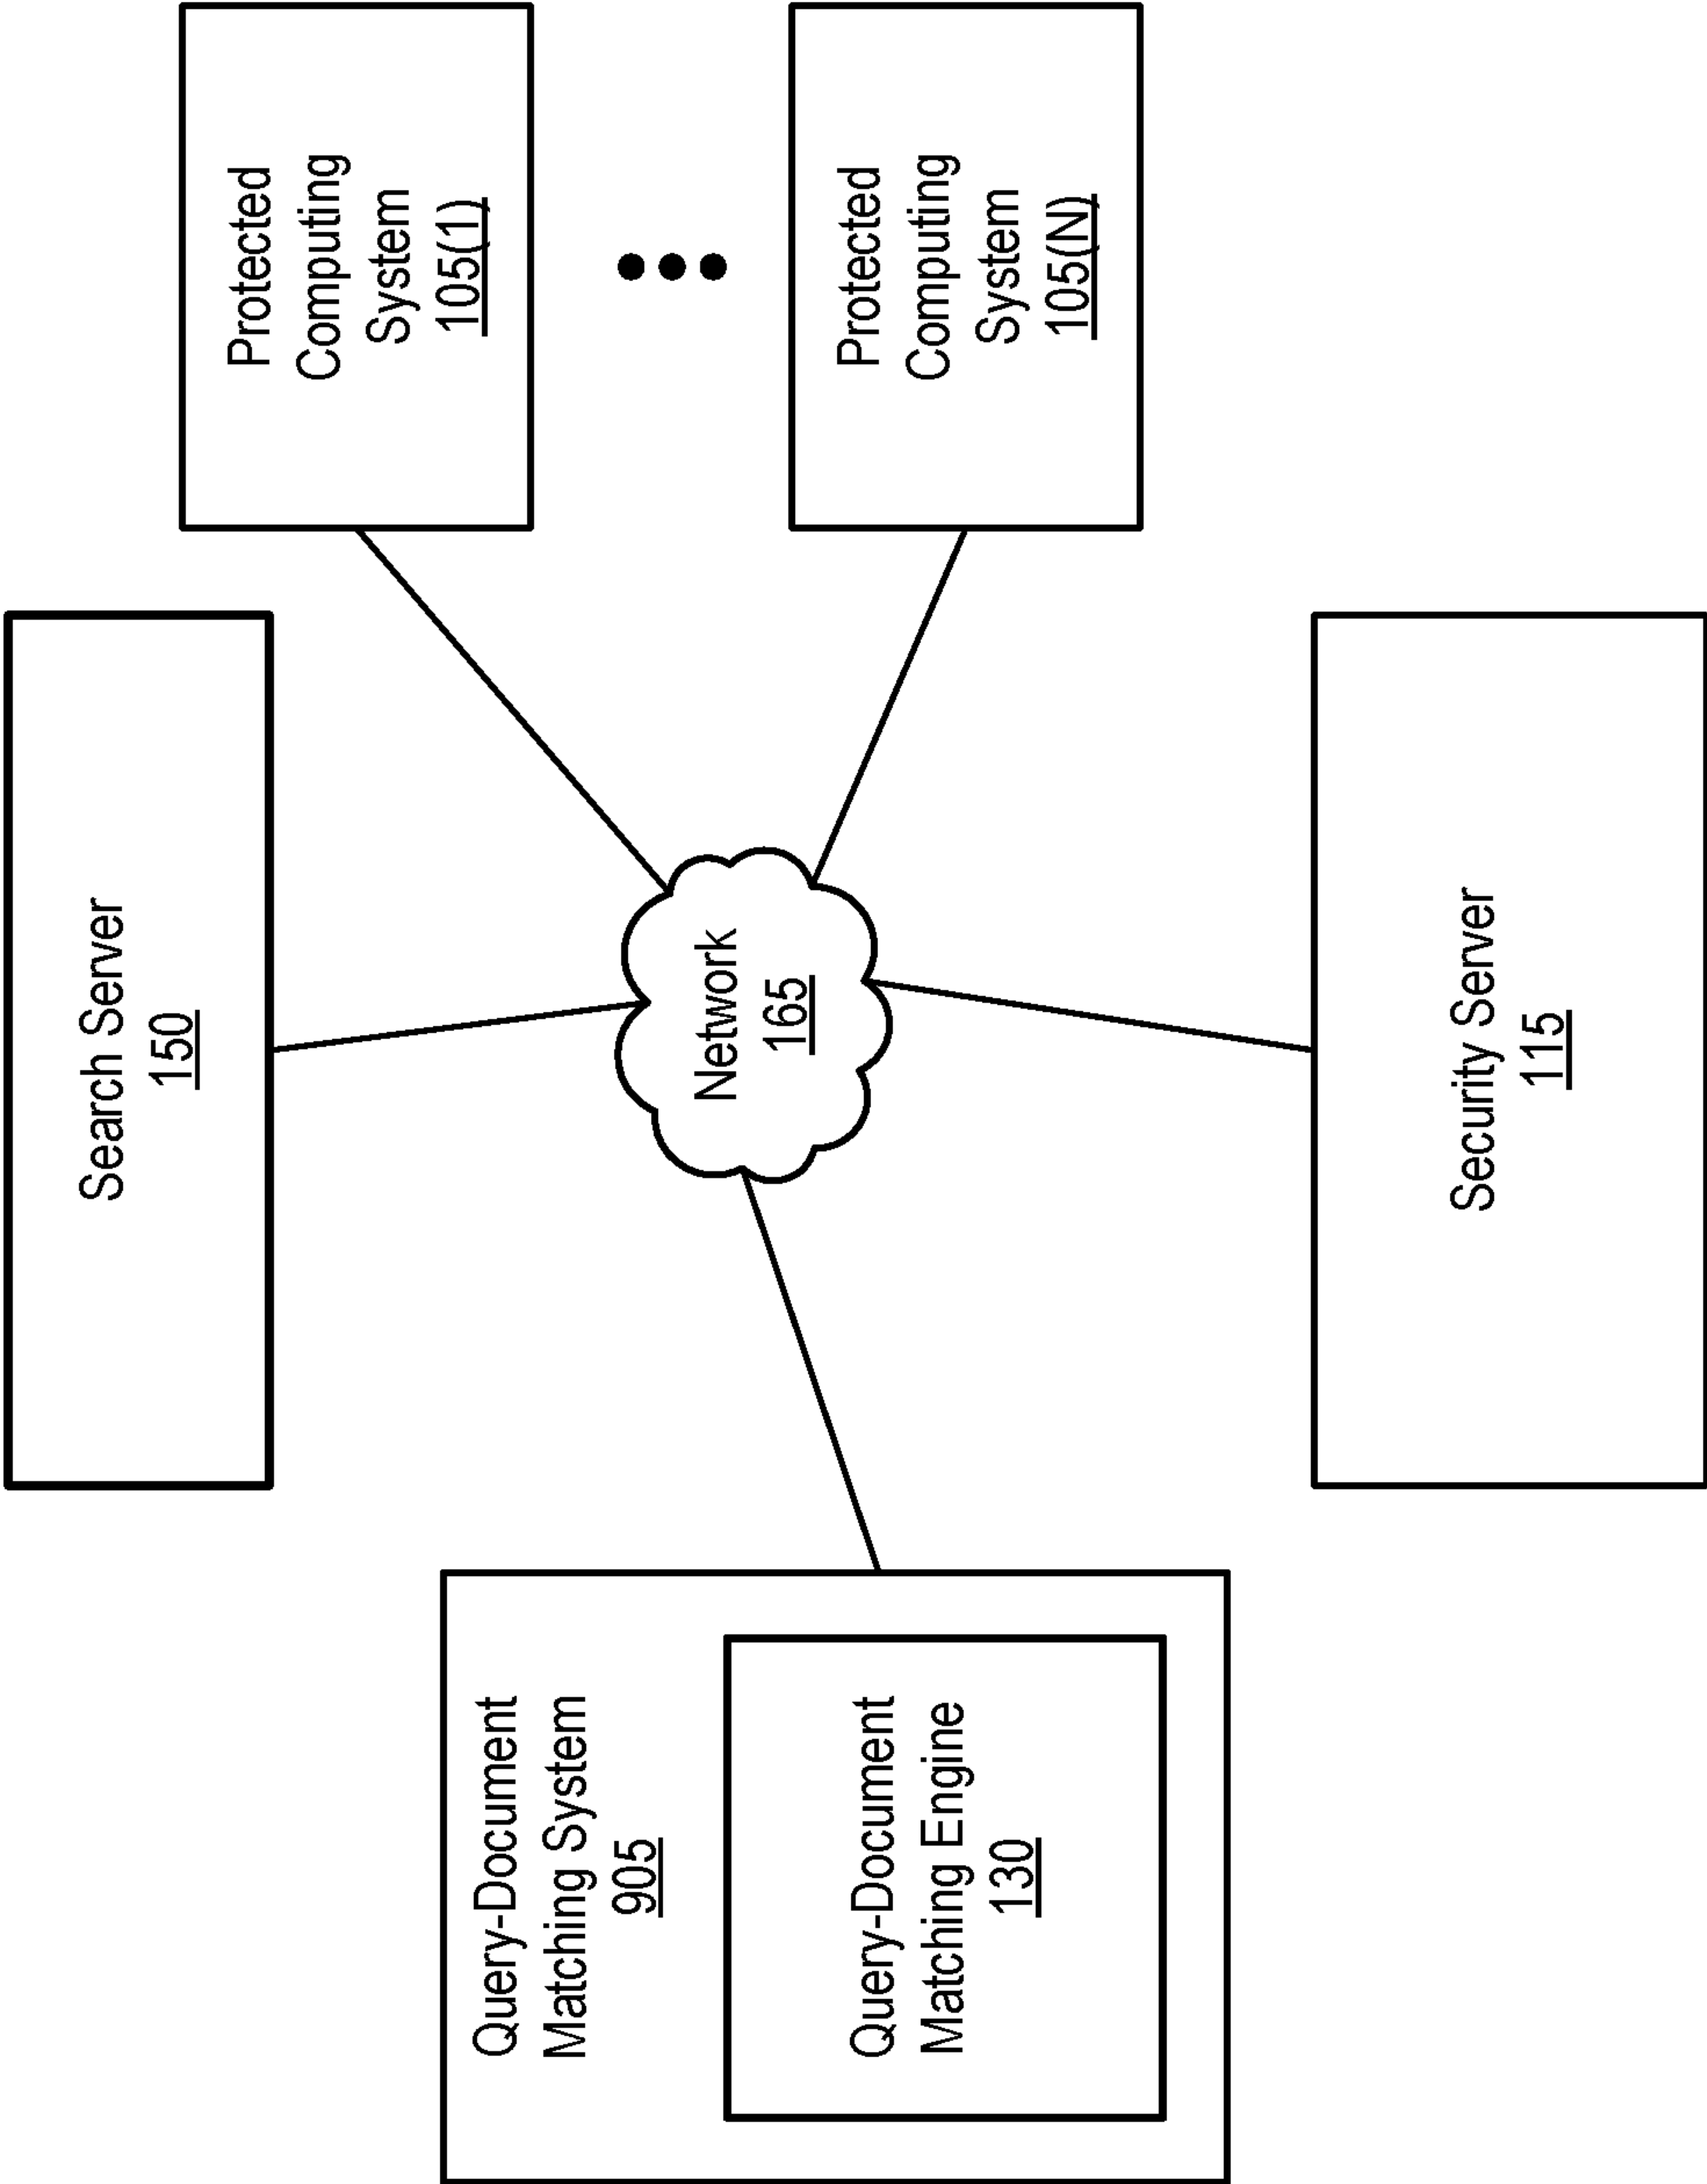 Search Server
150
Protected
Computing
System
105(1)
Query-Document
Matching System
905
Query-Document
Matching Engine
130
Network
165
Protected
Computing
System
105(N)
Security Server
115